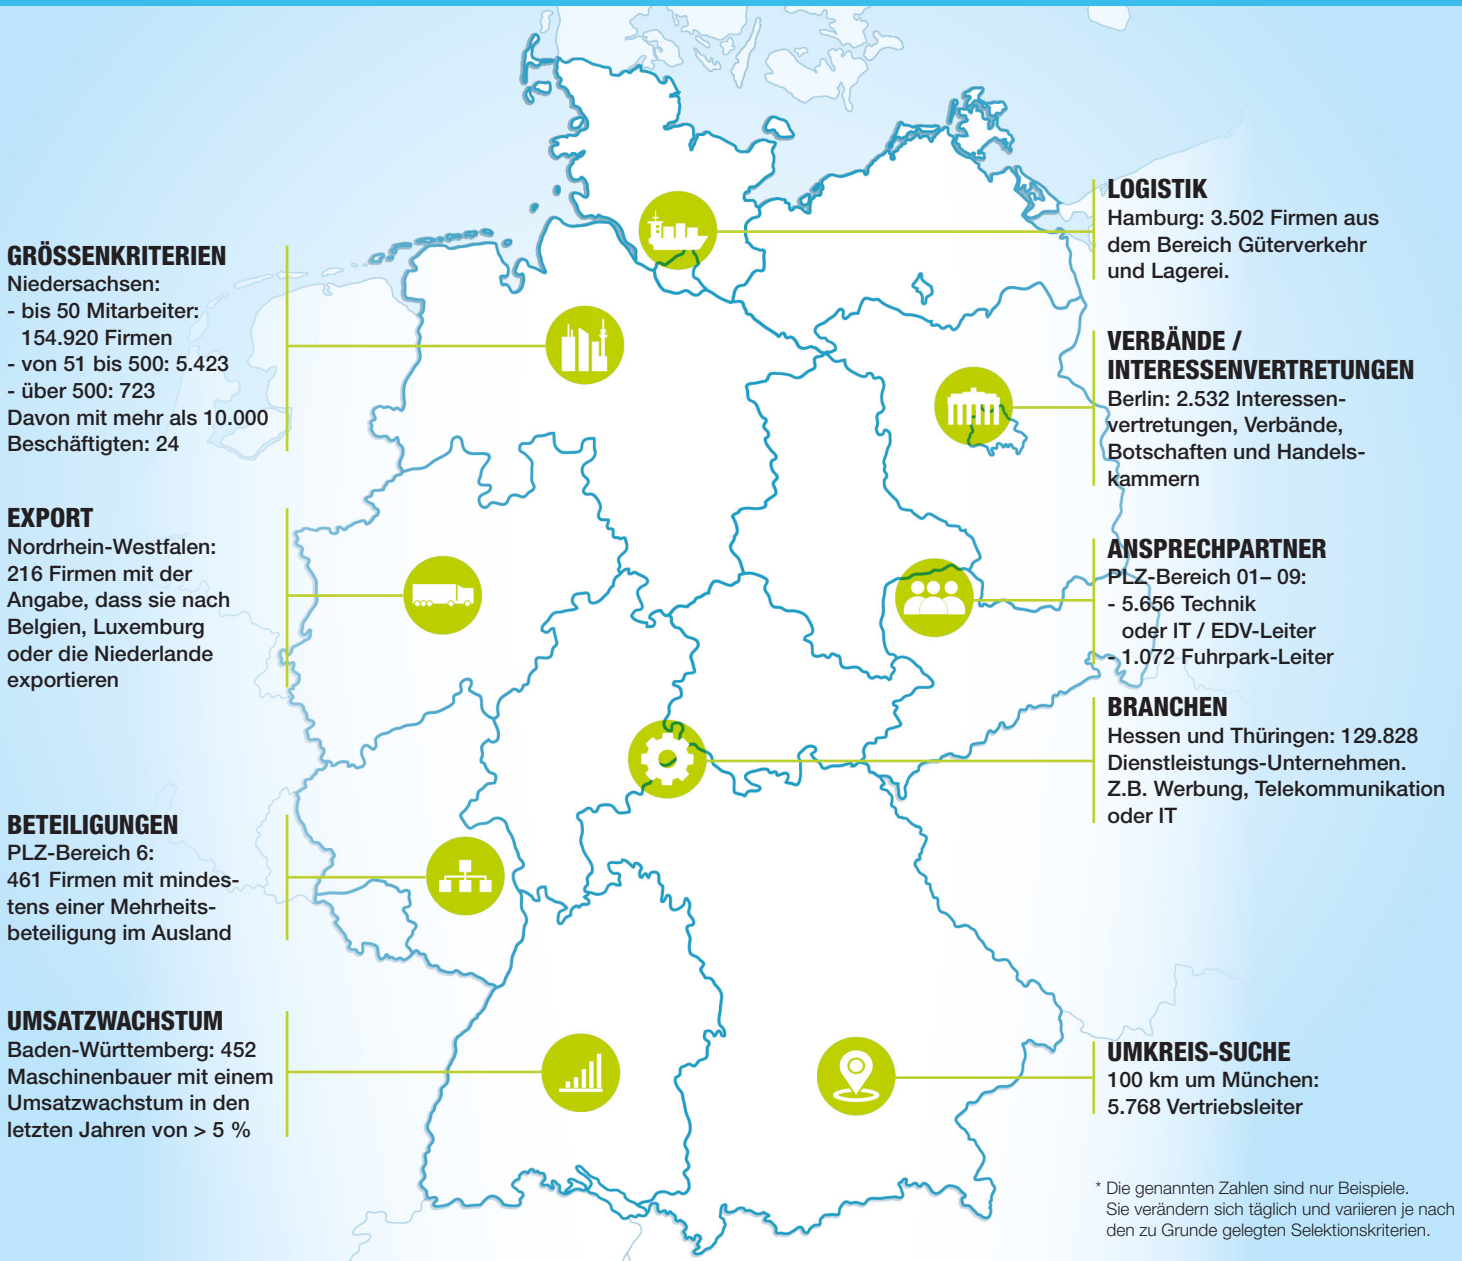 GRÖSSENKRITERIEN
Niedersachsen:
- bis 50 Mitarbeiter:
154.920 Firmen
- von 51 bis 500: 5.423
- über 500: 723
Davon mit mehr als 10.000
Beschäftigten: 24
EXPORT
Nordrhein-Westfalen:
216 Firmen mit der
Angabe, dass sie nach
Belgien, Luxemburg
oder die Niederlande
exportieren
BETEILIGUNGEN
PLZ-Bereich 6:
461 Firmen mit mindes-
tens einer Mehrheits-
beteiligung im Ausland
UMSATZWACHSTUM
Baden-Württemberg: 452
Maschinenbauer mit einem
Umsatzwachstum in den
letzten Jahren von > 5 %
LOGISTIK
Hamburg: 3.502 Firmen aus
dem Bereich Güterverkehr
und Lagerei.
VERBÄNDE /
INTERESSENVERTRETUNGEN
Berlin: 2.532 Interessen-
vertretungen, Verbände,
Botschaften und Handels-
kammern
ANSPRECHPARTNER
PLZ-Bereich 01– 09:
- 5.656 Technik
oder IT / EDV-Leiter
- 1.072 Fuhrpark-Leiter
BRANCHEN
Hessen und Thüringen: 129.828
Dienstleistungs-Unternehmen.
Z.B. Werbung, Telekommunikation
oder IT
UMKREIS-SUCHE
100 km um München:
5.768 Vertriebsleiter
* Die genannten Zahlen sind nur Beispiele.
Sie verändern sich täglich und variieren je nach
den zu Grunde gelegten Selektionskriterien.